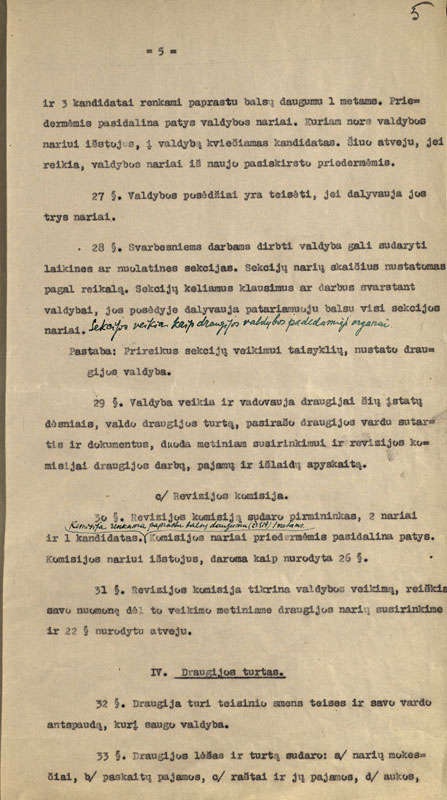 5
= 5 =
ir 3 kandidatai renkami paprastu balsų daugumu 1 metams. Prie-
dermėmis pasidalina patys valdybos nariai. Kuriam nors valdybos
nariui išstojus, į valdybą kviečiamas kandidatas. Šiuo atveju, jei
reikia, valdybos nariai iš naujo pasiskirsto priedermėmis.
27 §. Valdybos posėdžiai yra teisėti, jei dalyvauja jos
trys nariai.
28 §. Svarbesniems darbams dirbti valdyba gali sudaryti
laikines ar nuolatines sekcijas. Sekcijų narių skaičius nustatomas
pagal reikalą. Sekcijų keliamus klausimus ar darbus svarstant
valdybai, jos posėdyje dalyvauja patariamuoju balsu visi sekcijos
nariai. Sekcijos veikia kaip draugijos valdybos padedamieji organai.
Pastaba: Prireikus sekcijų veikimui taisyklių, nustato drau-
gijos valdyba.
29 §. Valdyba veikia ir vadovauja draugijai šių įstatų
dėsniais, valdo draugijos turtą, pasirašo draugijos vardu sutar-
tis ir dokumentus, duoda metiniam susirinkimui ir revizijos ko-
misijai draugijos darbų, pajamų ir išlaidų apyskaitą.
c/ Revizijos komisija.
30 §. Revizijos komisiją sudaro pirmininkas, 2 nariai
Komisija renkama paprastu balsų daugumu 1 metams.
ir 1 kandidatas. Komisijos nariai priedermėmis pasidalina patys.
Komisijos nariui išstojus, daroma kaip nurodyta 26 §.
31 §. Revizijos komisija tikrina valdybos veikimą, reiškia
savo nuomonę dėl to veikimo metiniame draugijos narių susirinkime
ir 22 § nurodytu atveju.
IV. Draugijos turtas.
32 §. Draugija turi teisinio smens teises ir savo vardo
antspaudą, kurį saugo valdyba.
33 §. Draugijos lėšas ir turtą sudaro: a/ narių mokes-
čiai, b/ paskaitų pajamos, c/ raštai ir jų pajamos, d/ aukos,